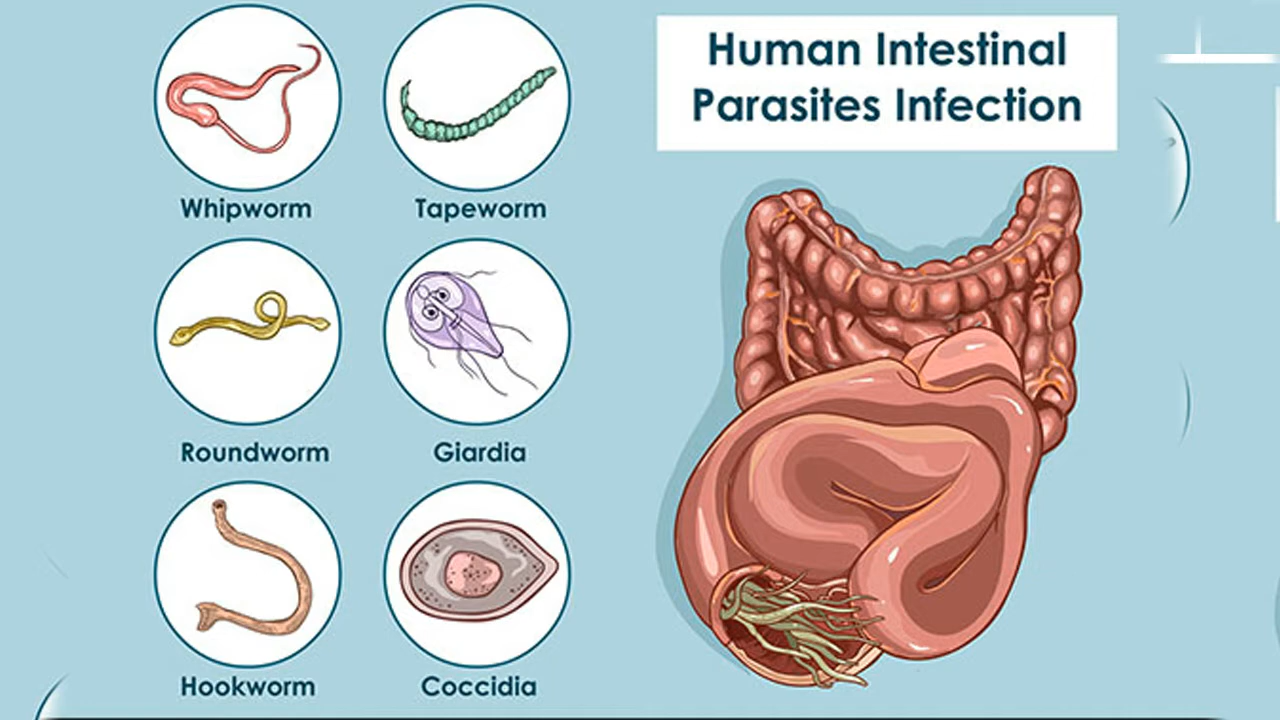 Human Intestinal
Parasites Infection
Whipworm
Tapeworm
Roundworm
Giardia
Hookworm
Coccidia